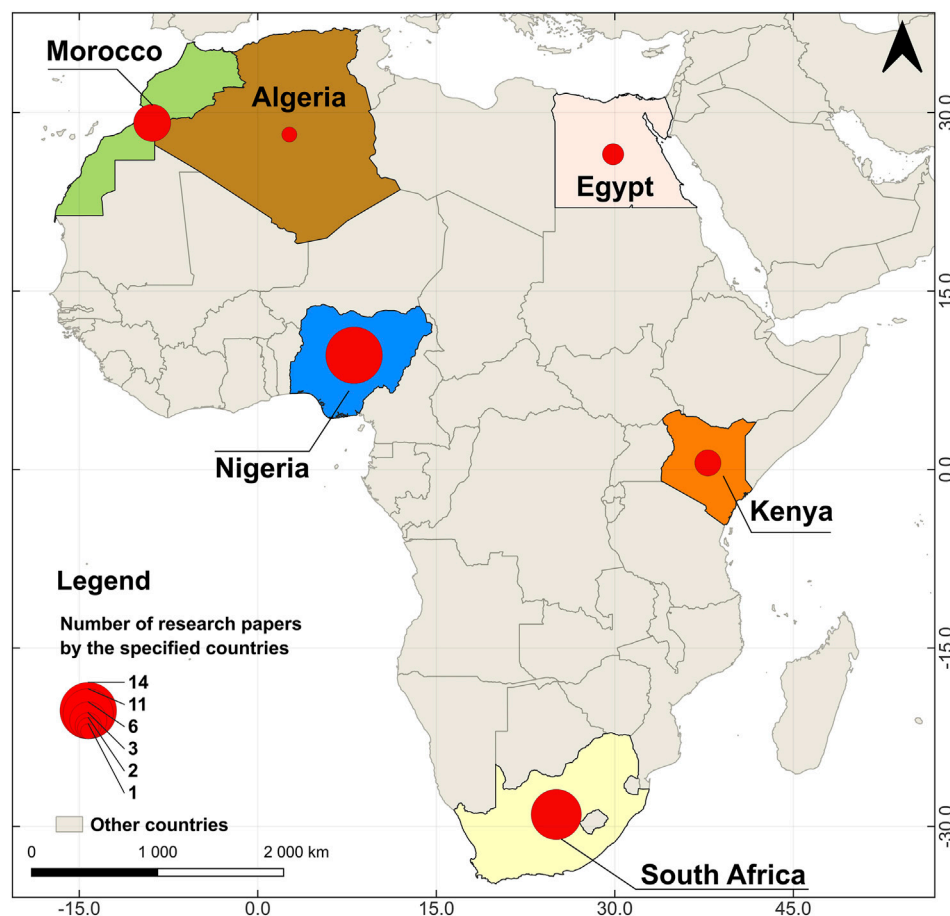 Morocco
Algeria
Egypt
Nigeria
Kenya
South Africa
Legend
Number of research papers
by the specified countries
14
11
6
3
2
1
Other countries
0 1 000 2 000 km
30.0
15.0
0.0
-15.0
-30.0
-15.0 0.0 15.0 30.0 45.0